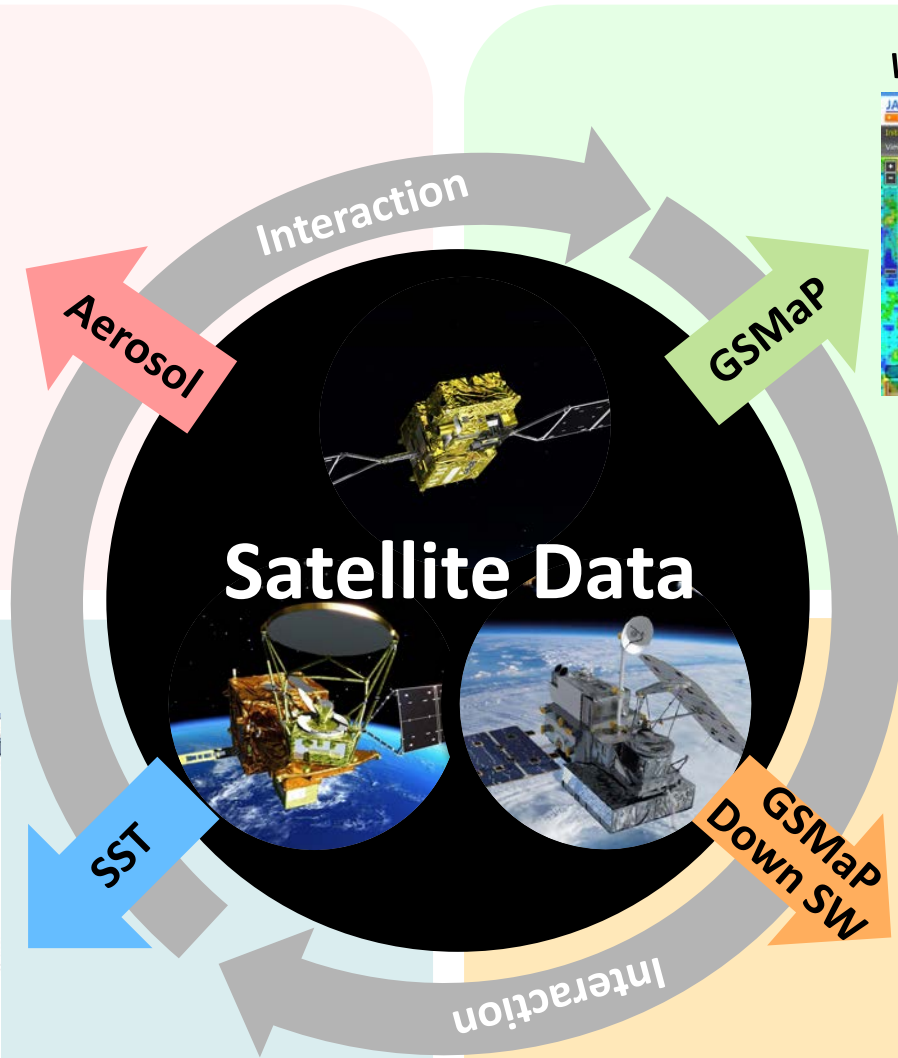 Interaction
Aerosol
GSMaP
Satellite Data
SST
GSMaP
Down SW
Interaction